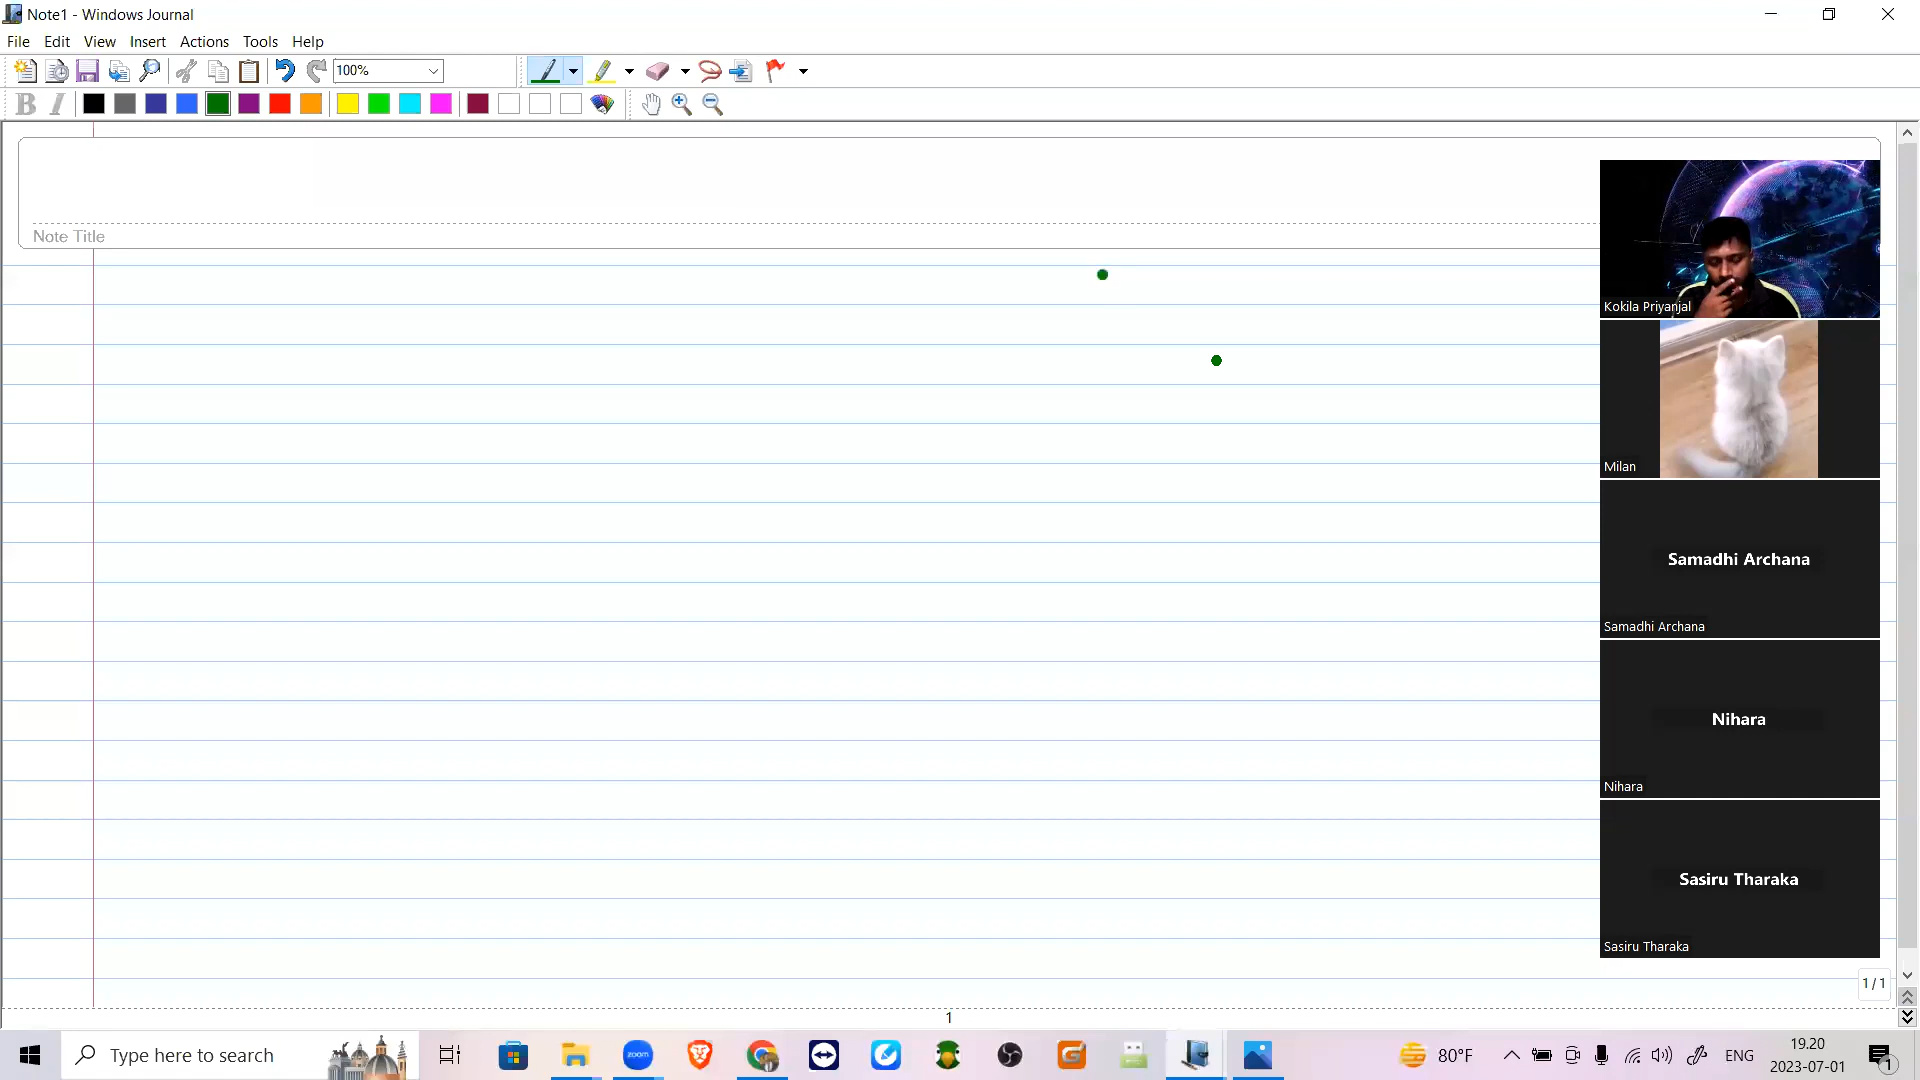 Note1 - Windows Journal
File Edit View Insert Actions Tools Help
100%
B I
Note Title
Kokila Priyanjal
Milan
Samadhi Archana
Samadhi Archana
Nihara
Nihara
Sasiru Tharaka
Sasiru Tharaka
1 / 1
1
Type here to search
zoom
80°F
ENG
19.20
2023-07-01
1